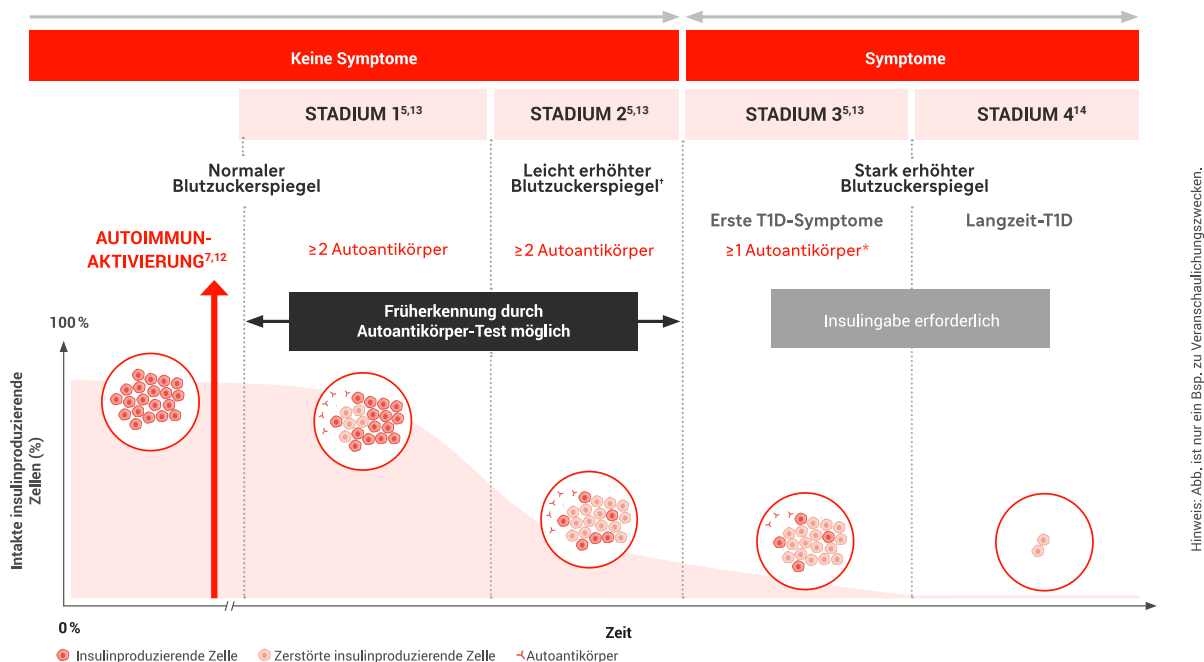 Keine Symptome
Symptome
STADIUM 1⁵,¹³
STADIUM 2⁵,¹³
STADIUM 3⁵,¹³
STADIUM 4¹⁴
Normaler
Blutzuckerspiegel
Leicht erhöhter
Blutzuckerspiegel†
Stark erhöhter
Blutzuckerspiegel
Erste T1D-Symptome
Langzeit-T1D
AUTOIMMUN-
AKTIVIERUNG⁷,¹²
≥2 Autoantikörper
≥2 Autoantikörper
≥1 Autoantikörper*
Früherkennung durch
Autoantikörper-Test möglich
Insulingabe erforderlich
100 %
Intakte insulinproduzierende
Zellen (%)
0 %
Zeit
Insulinproduzierende Zelle
Zerstörte insulinproduzierende Zelle
Autoantikörper
Hinweis: Abb. ist nur ein Bsp. zu Veranschaulichungszwecken.